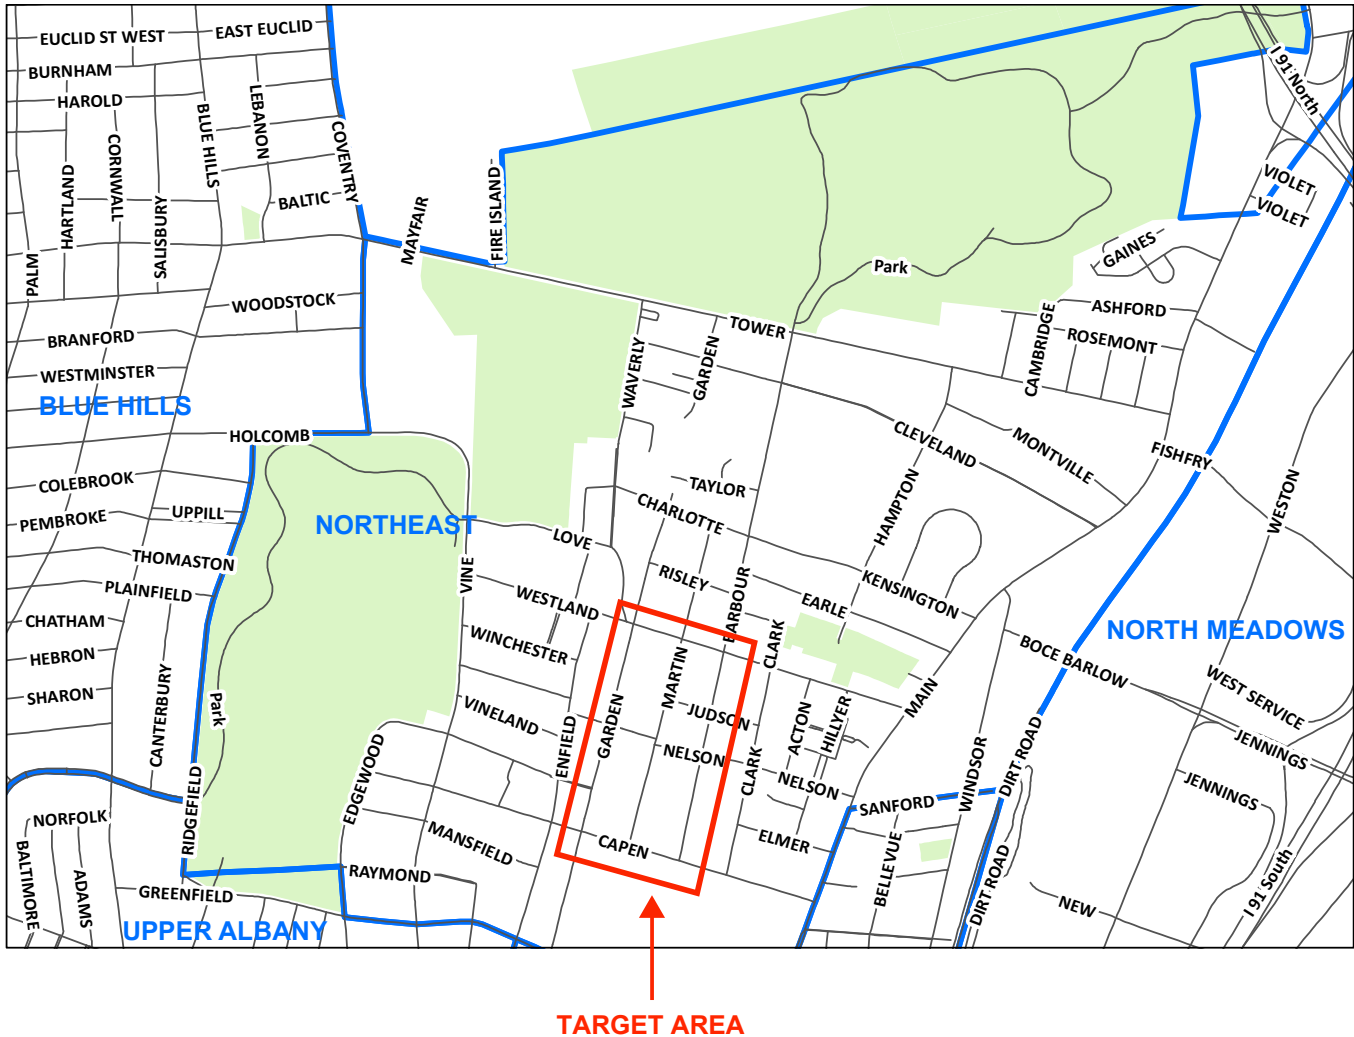 EUCLID ST WEST
EAST EUCLID
BURNHAM
HAROLD
LEBANON
BLUE HILLS
CORNWALL
COVENTRY
HARTLAND
SALISBURY
BALTIC
PALM
MAYFAIR
FIRE ISLAND
I 91 North
VIOLET
VIOLET
GAINES
Park
WOODSTOCK
BRANFORD
WESTMINSTER
BLUE HILLS
TOWER
GARDEN
WAVERLY
CAMBRIDGE
ASHFORD
ROSEMONT
HOLCOMB
CLEVELAND
MONTVILLE
FISHFRY
COLEBROOK
PEMBROKE
UPPILL
NORTHEAST
TAYLOR
CHARLOTTE
HAMPTON
WESTON
LOVE
THOMASTON
PLAINFIELD
VINE
WESTLAND
RISLEY
BARBOUR
EARLE
KENSINGTON
CHATHAM
HEBRON
SHARON
WINCHESTER
MARTIN
CLARK
NORTH MEADOWS
BOCE BARLOW
CANTERBURY
Park
VINELAND
ENFIELD
GARDEN
JUDSON
NELSON
CLARK
ACTON
HILLYER
MAIN
WEST SERVICE
JENNINGS
JENNINGS
NELSON
WINDSOR
DIRT ROAD
SANFORD
EDGEWOOD
RIDGEFIELD
NORFOLK
BALTIMORE
ADAMS
MANSFIELD
CAPEN
ELMER
BELLEVUE
DIRT ROAD
I 91 South
RAYMOND
GREENFIELD
NEW
UPPER ALBANY
TARGET AREA